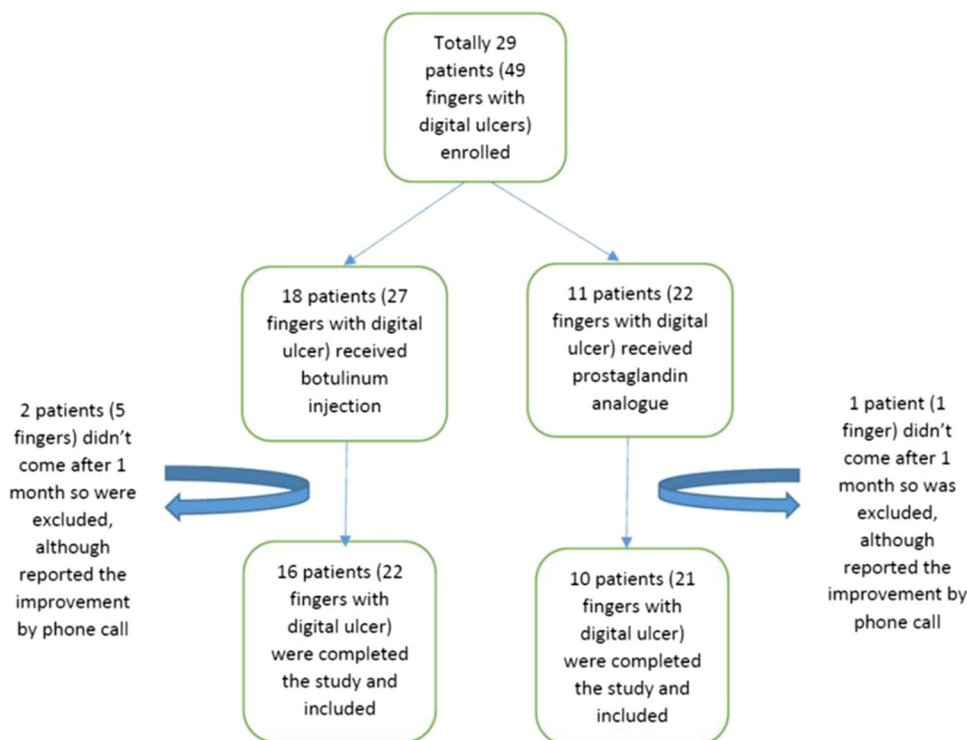 Totally 29
patients (49
fingers with
digital ulcers)
enrolled
18 patients (27
fingers with digital
ulcer) received
botulinum
injection
11 patients (22
fingers with digital
ulcer) received
prostaglandin
analogue
2 patients (5
fingers) didn’t
come after 1
month so were
excluded,
although
reported the
improvement
by phone call
1 patient (1
finger) didn’t
come after 1
month so was
excluded,
although
reported the
improvement by
phone call
16 patients (22
fingers with
digital ulcer)
were completed
the study and
included
10 patients (21
fingers with
digital ulcer)
were completed
the study and
included